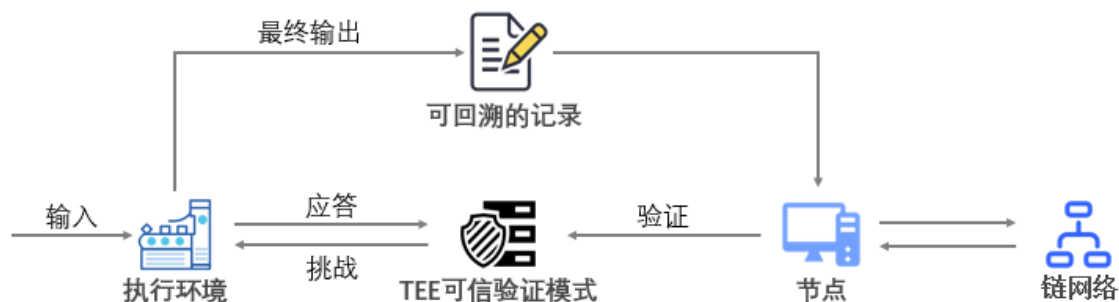 最终输出
可回溯的记录
输入
应答
验证
挑战
执行环境
TEE可信验证模式
节点
链网络